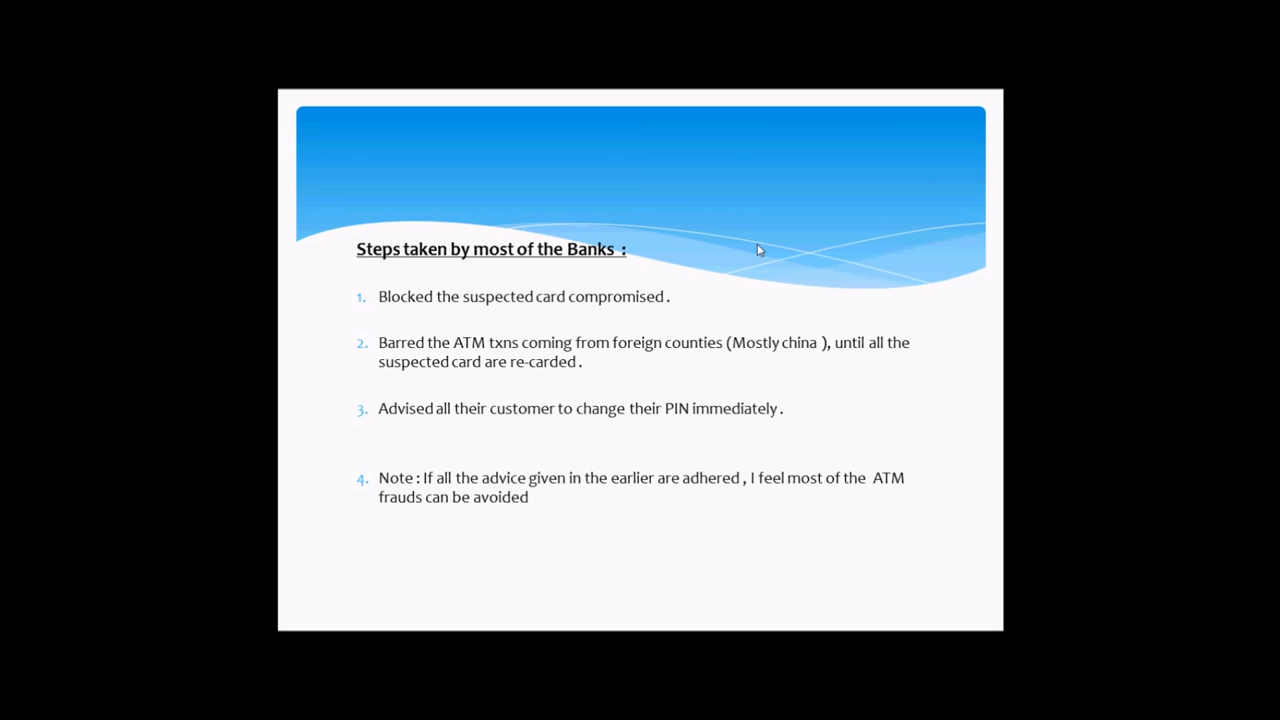 Steps taken by most of the Banks :
1. Blocked the suspected card compromised .
2. Barred the ATM txns coming from foreign counties (Mostly china ), until all the
suspected card are re-carded .
3. Advised all their customer to change their PIN immediately .
4. Note : If all the advice given in the earlier are adhered , I feel most of the ATM
frauds can be avoided